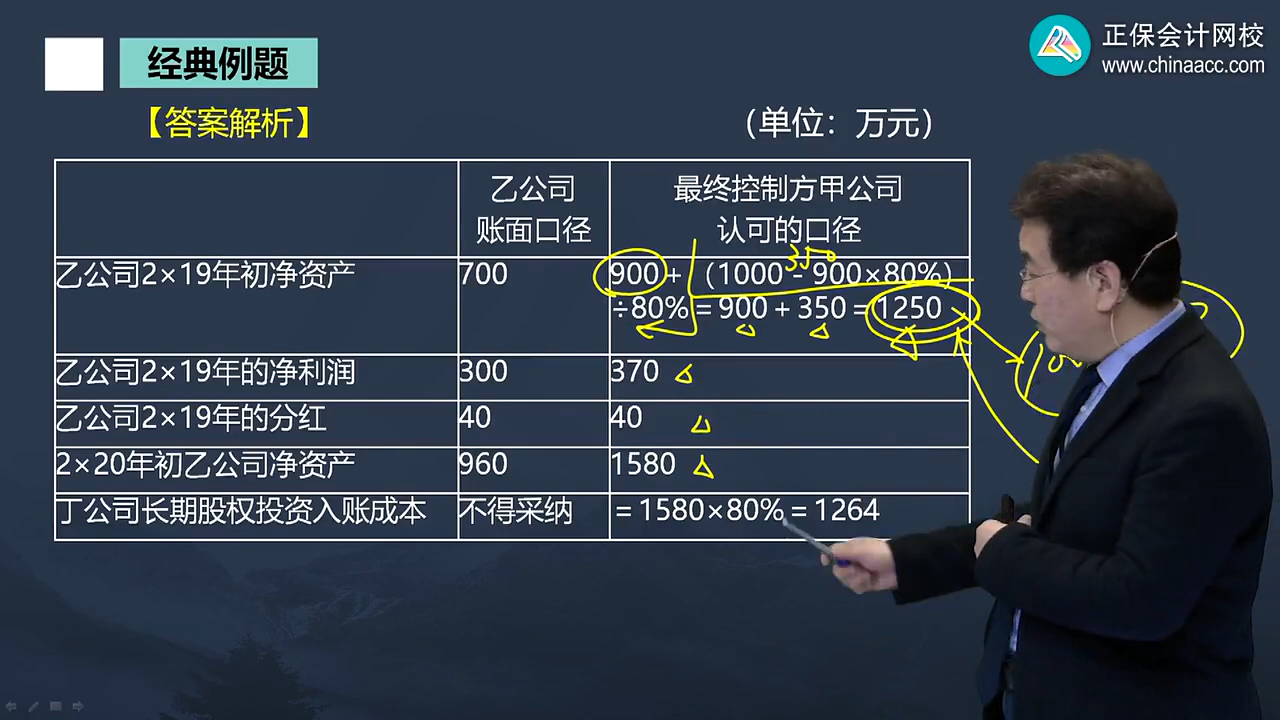 正保会计网校
www.chinaacc.com
经典例题
【答案解析】
（单位：万元）
乙公司
账面口径
最终控制方甲公司
认可的口径
乙公司2×19年初净资产
700
900+（1000-900×80%）
÷80%=900+350=1250
350
乙公司2×19年的净利润
300
370
乙公司2×19年的分红
40
40
2×20年初乙公司净资产
960
1580
丁公司长期股权投资入账成本
不得采纳
=1580×80%=1264